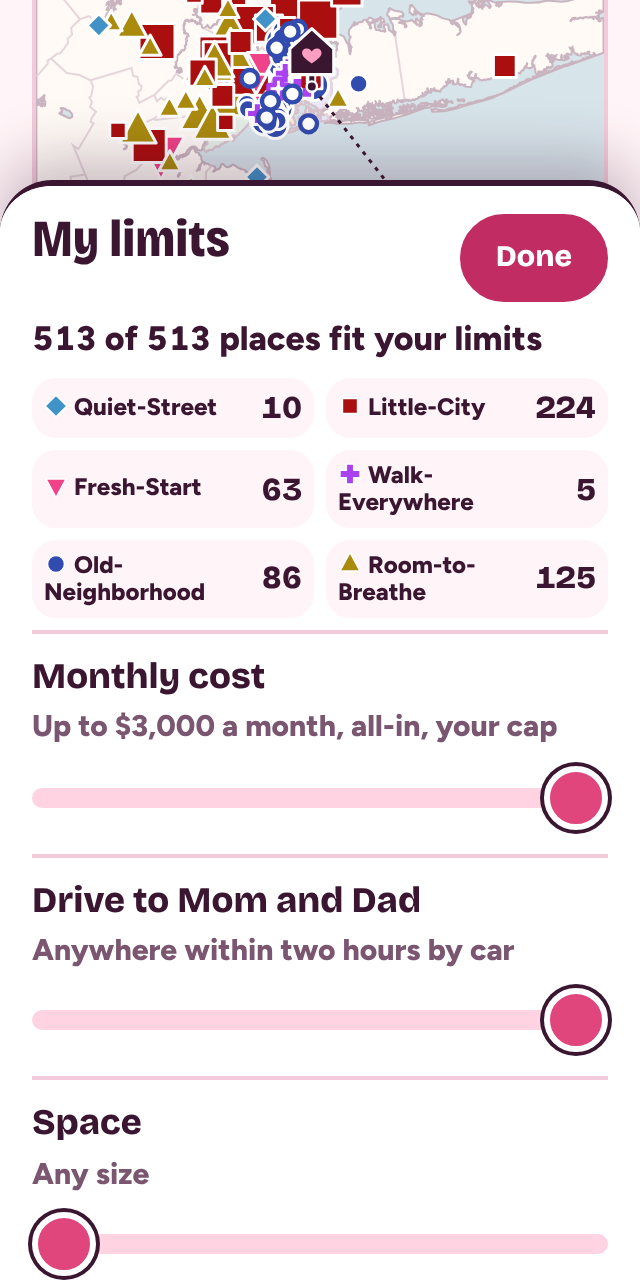 My limits
Done
513 of 513 places fit your limits
Quiet-Street 10
Little-City 224
Fresh-Start 63
Walk-
Everywhere 5
Old-
Neighborhood 86
Room-to-
Breathe 125
Monthly cost
Up to $3,000 a month, all-in, your cap
Drive to Mom and Dad
Anywhere within two hours by car
Space
Any size